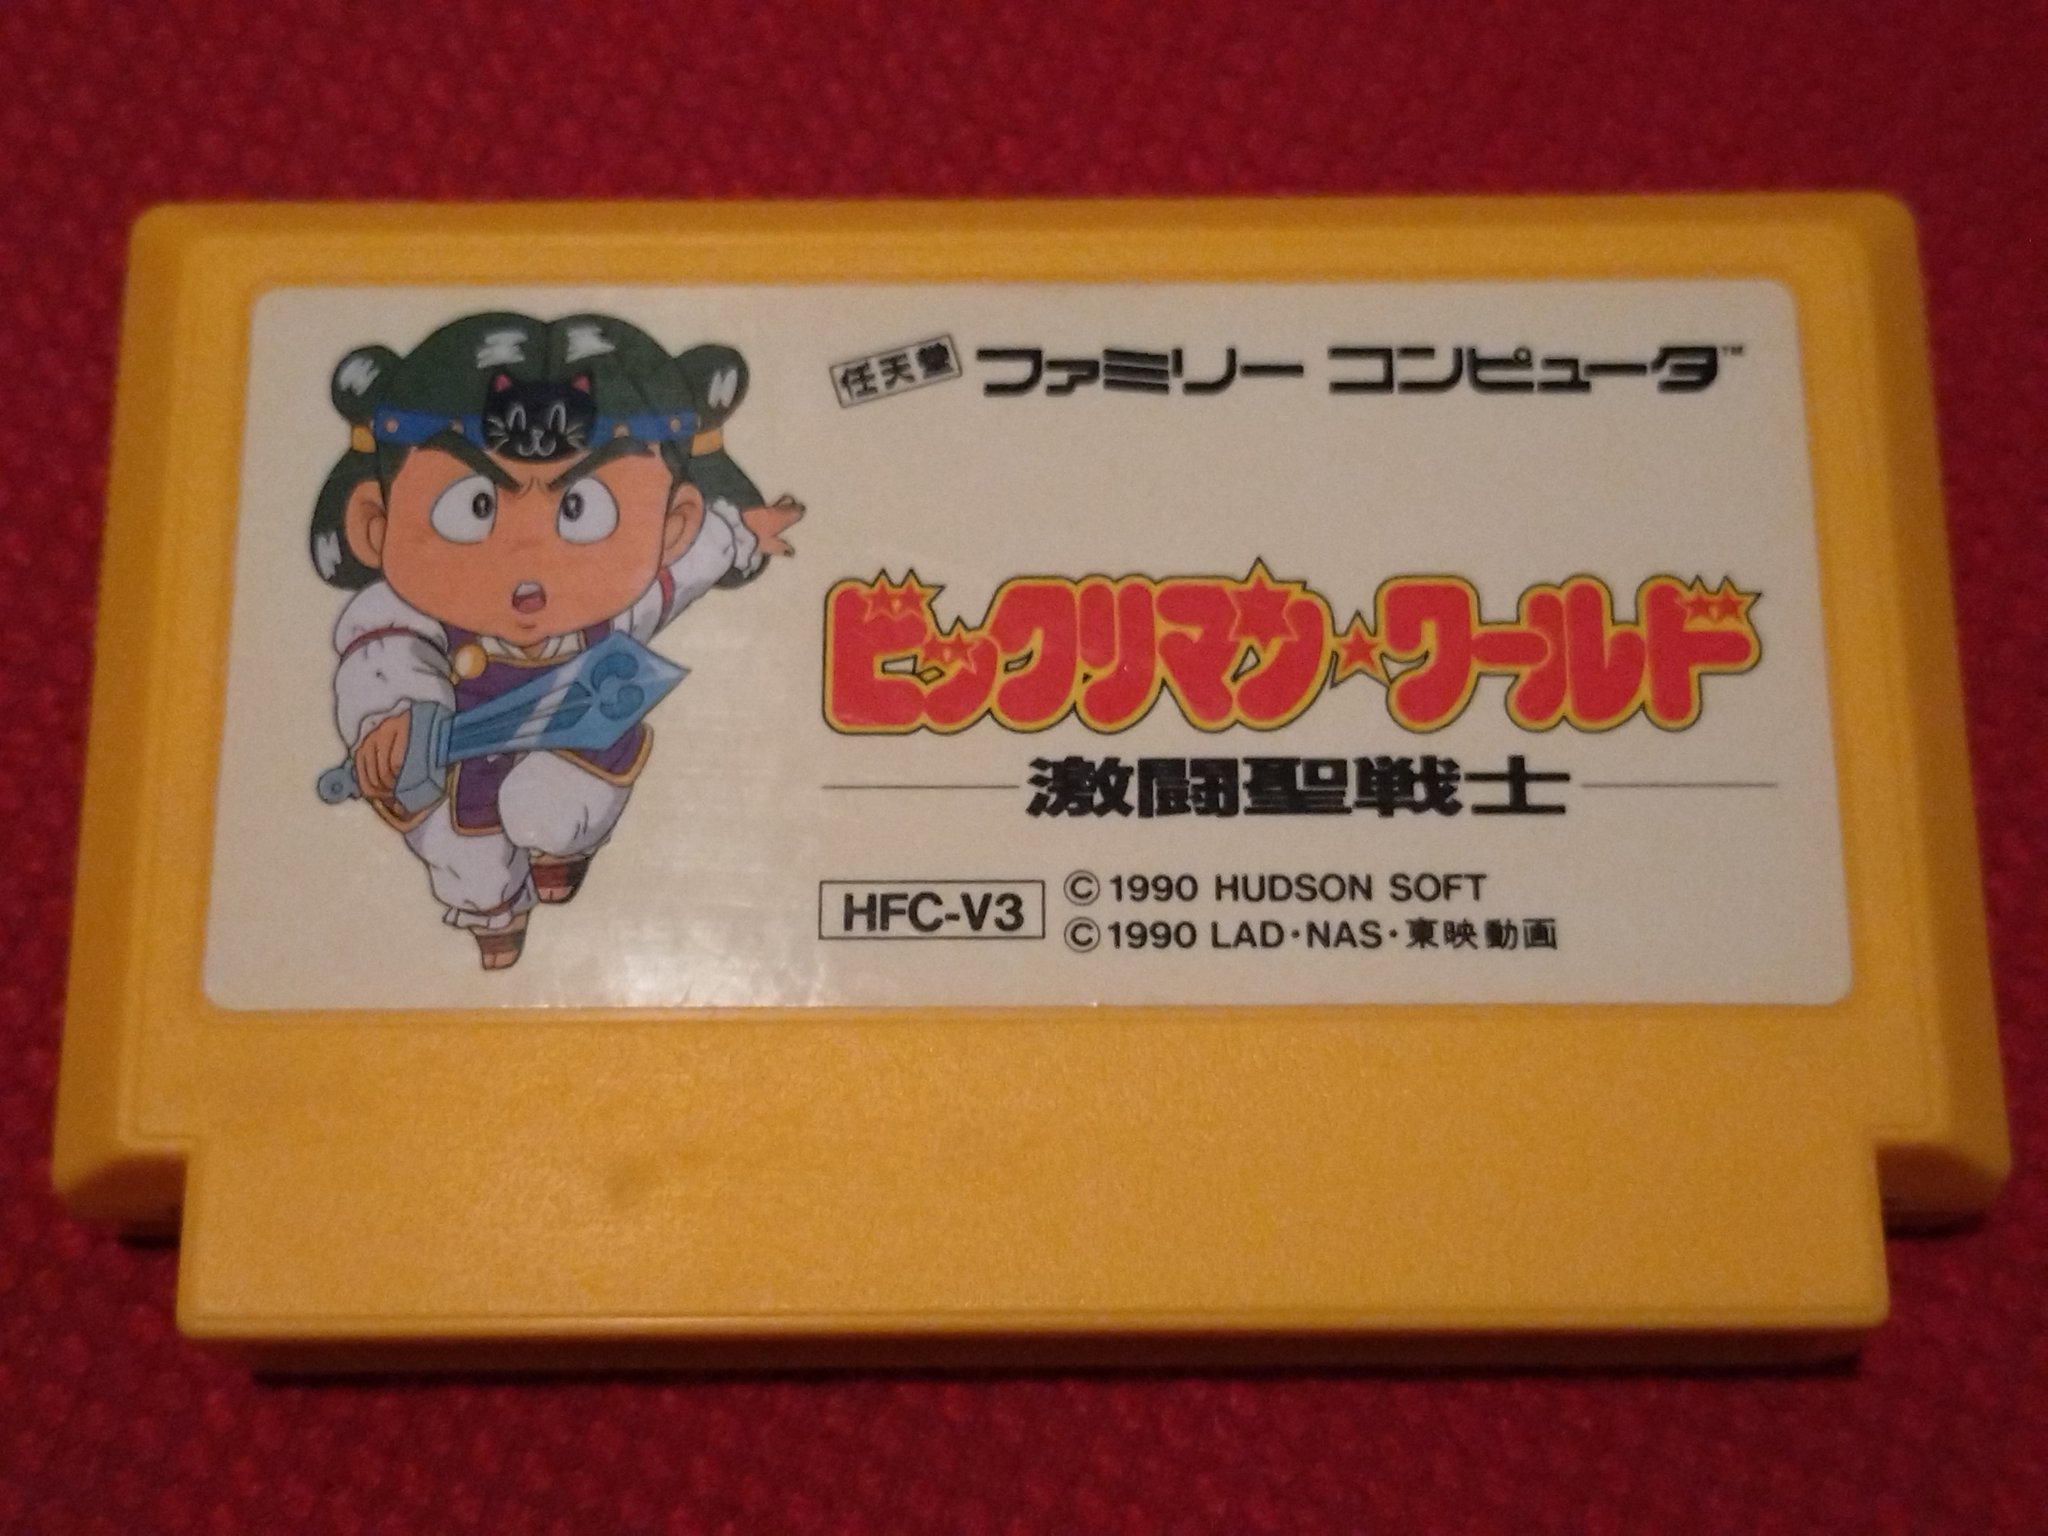 任天堂 ファミリー コンピュータ™
ビックリマン★ワールド
激闘聖戦士
HFC-V3
©1990 HUDSON SOFT
©1990 LAD・NAS・東映動画